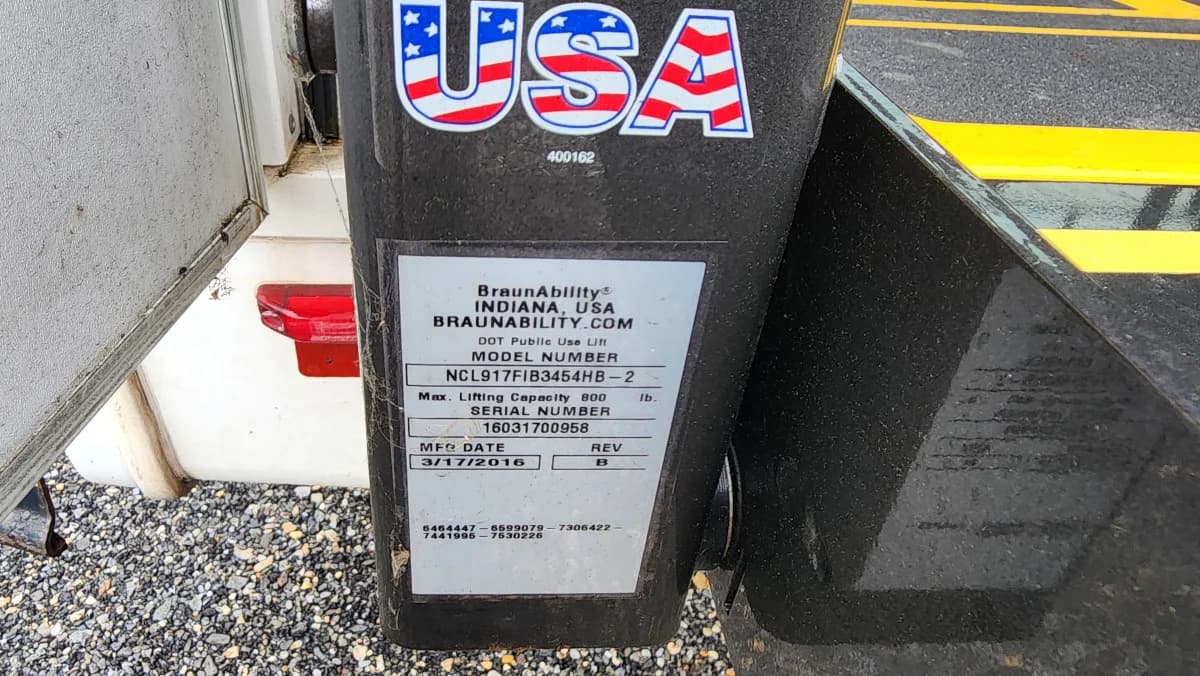 USA
400162
BraunAbility®
INDIANA, USA
BRAUNABILITY.COM
DOT Public Use Lift
MODEL NUMBER
NCL917FIB3454HB-2
Max. Lifting Capacity 800 lb.
SERIAL NUMBER
16031700958
MFG DATE REV
3/17/2016 B
6464447-6599079-7306422-
7441995-7530226